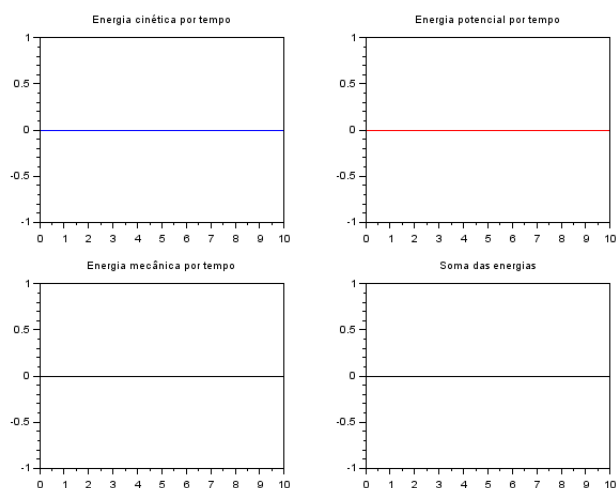 Energia cinética por tempo
1
0.5
0
-0.5
-1
0 1 2 3 4 5 6 7 8 9 10
Energia potencial por tempo
1
0.5
0
-0.5
-1
0 1 2 3 4 5 6 7 8 9 10
Energia mecânica por tempo
1
0.5
0
-0.5
-1
0 1 2 3 4 5 6 7 8 9 10
Soma das energias
1
0.5
0
-0.5
-1
0 1 2 3 4 5 6 7 8 9 10